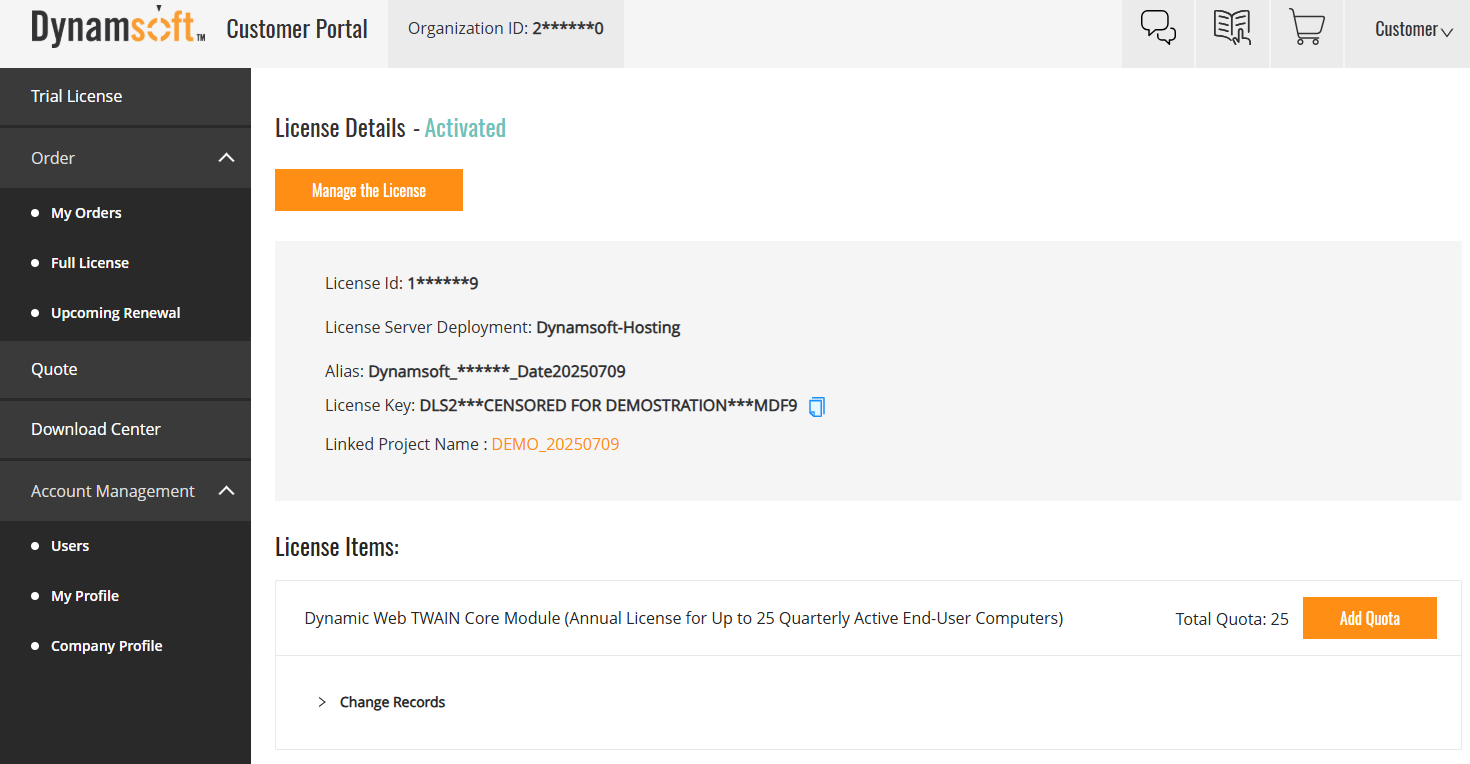 Dynamsoft™ Customer Portal
Organization ID: 2******0
Customer
Trial License
Order
My Orders
Full License
Upcoming Renewal
Quote
Download Center
Account Management
Users
My Profile
Company Profile
License Details - Activated
Manage the License
License Id: 1******9
License Server Deployment: Dynamsoft-Hosting
Alias: Dynamsoft_******_Date20250709
License Key: DLS2***CENSORED FOR DEMOSTRATION***MDF9
Linked Project Name : DEMO_20250709
License Items:
Dynamic Web TWAIN Core Module (Annual License for Up to 25 Quarterly Active End-User Computers)
Total Quota: 25
Add Quota
Change Records